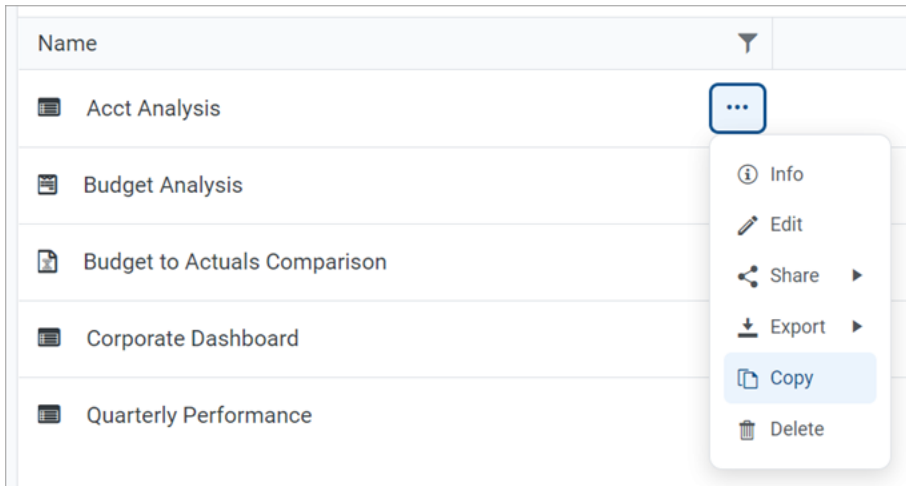 Name
Acct Analysis
Budget Analysis
Budget to Actuals Comparison
Corporate Dashboard
Quarterly Performance
Info
Edit
Share
Export
Copy
Delete